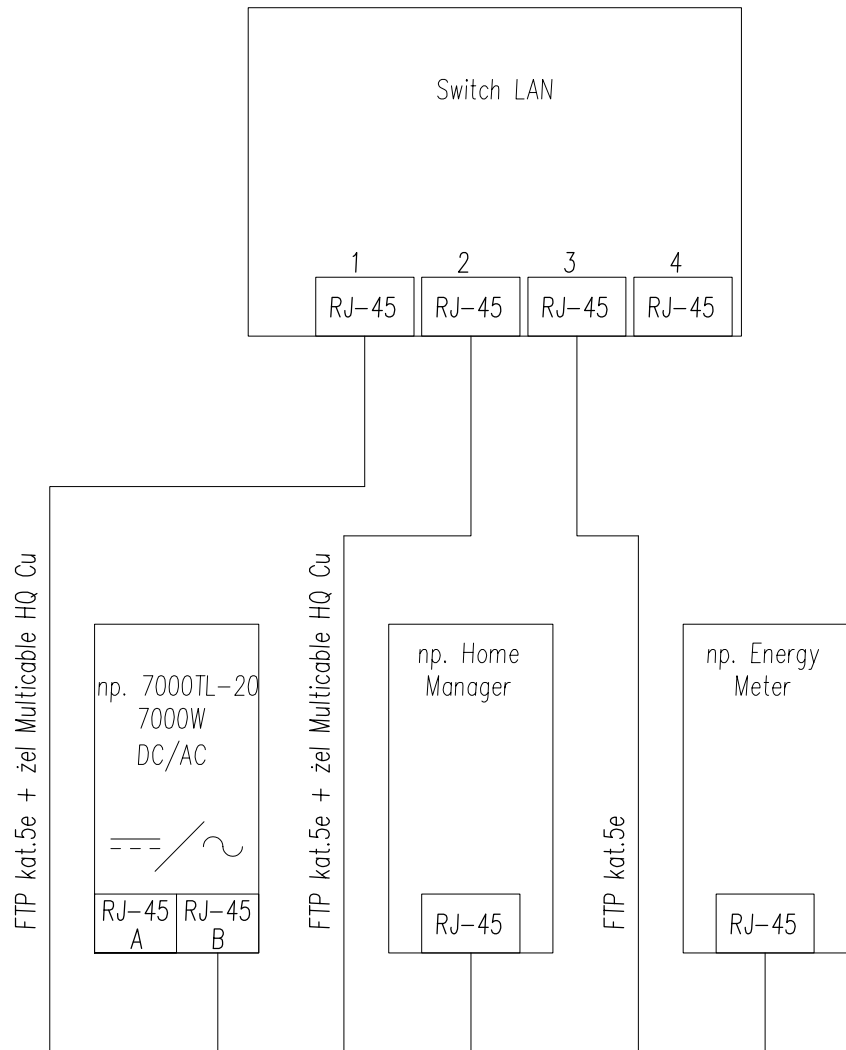 Switch LAN
1 2 3 4
RJ-45 RJ-45 RJ-45 RJ-45
FTP kat.5e + żel Multicable HQ Cu
np. 7000TL-20
7000W
DC/AC
RJ-45 RJ-45
A B
FTP kat.5e + żel Multicable HQ Cu
np. Home
Manager
RJ-45
FTP kat.5e
np. Energy
Meter
RJ-45